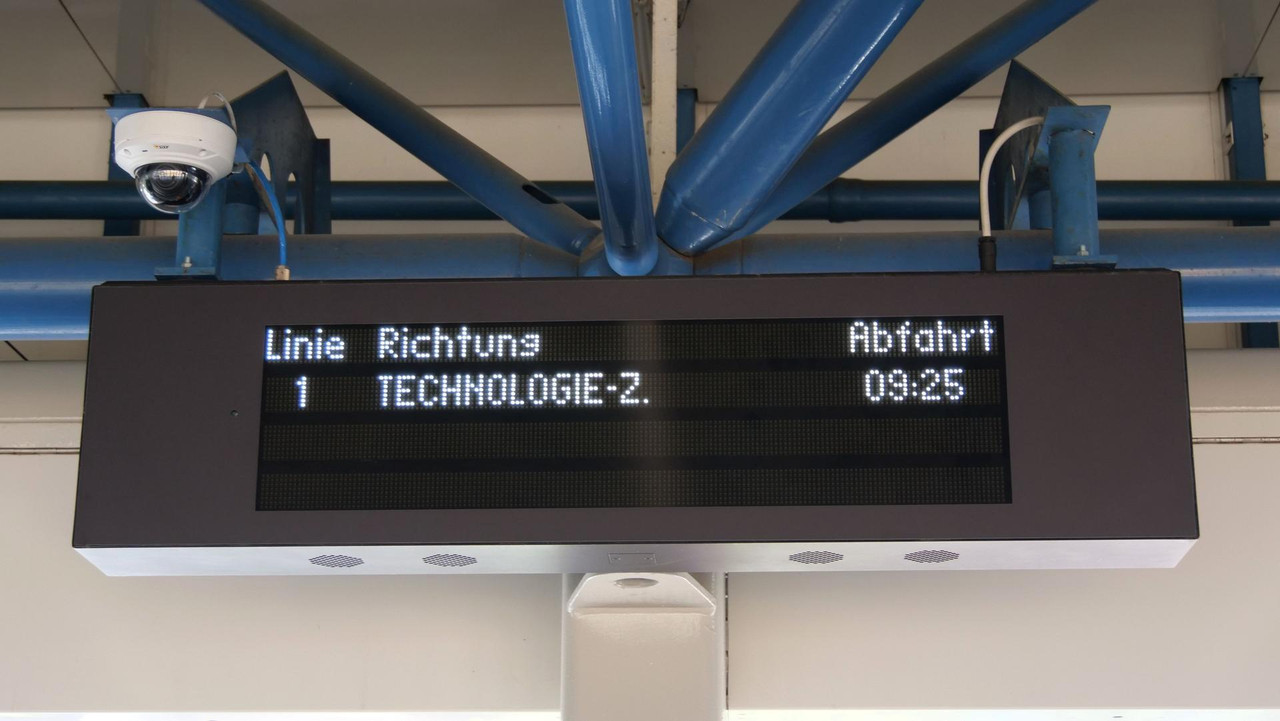 Linie Richtung Abfahrt
1 TECHNOLOGIE-Z. 09:25